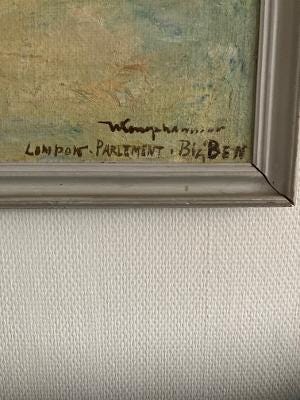 LONDON. PARLEMENT. BIG BEN